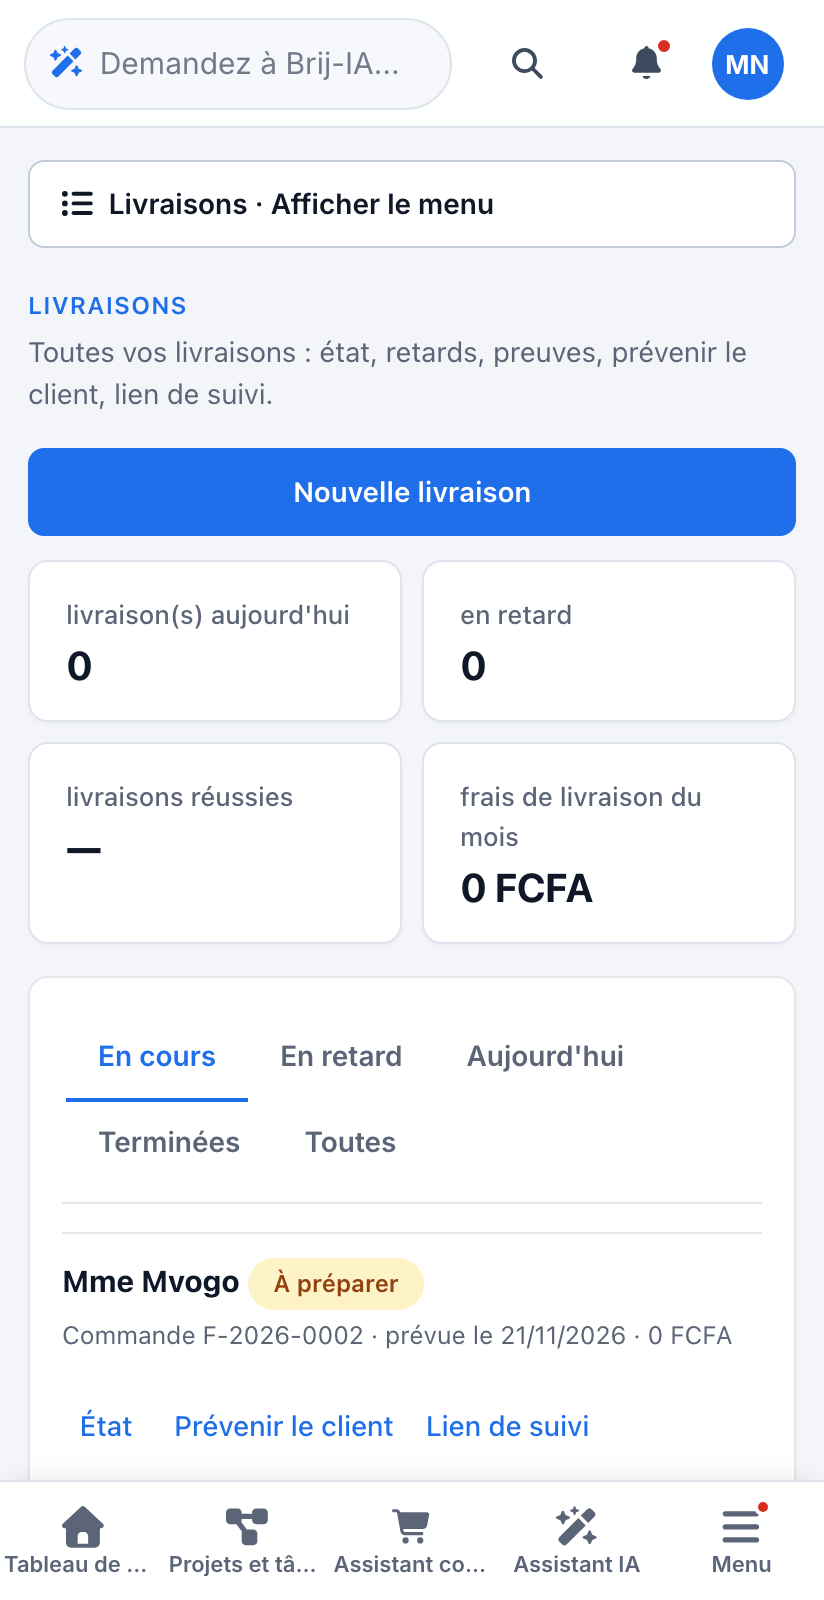 Demandez à Brij-IA...
MN
Livraisons · Afficher le menu
LIVRAISONS
Toutes vos livraisons : état, retards, preuves, prévenir le
client, lien de suivi.
Nouvelle livraison
livraison(s) aujourd'hui
0
en retard
0
livraisons réussies
—
frais de livraison du
mois
0 FCFA
En cours
En retard
Aujourd'hui
Terminées
Toutes
Mme Mvogo
À préparer
Commande F-2026-0002 · prévue le 21/11/2026 · 0 FCFA
État
Prévenir le client
Lien de suivi
Tableau de ...
Projets et tâ...
Assistant co...
Assistant IA
Menu